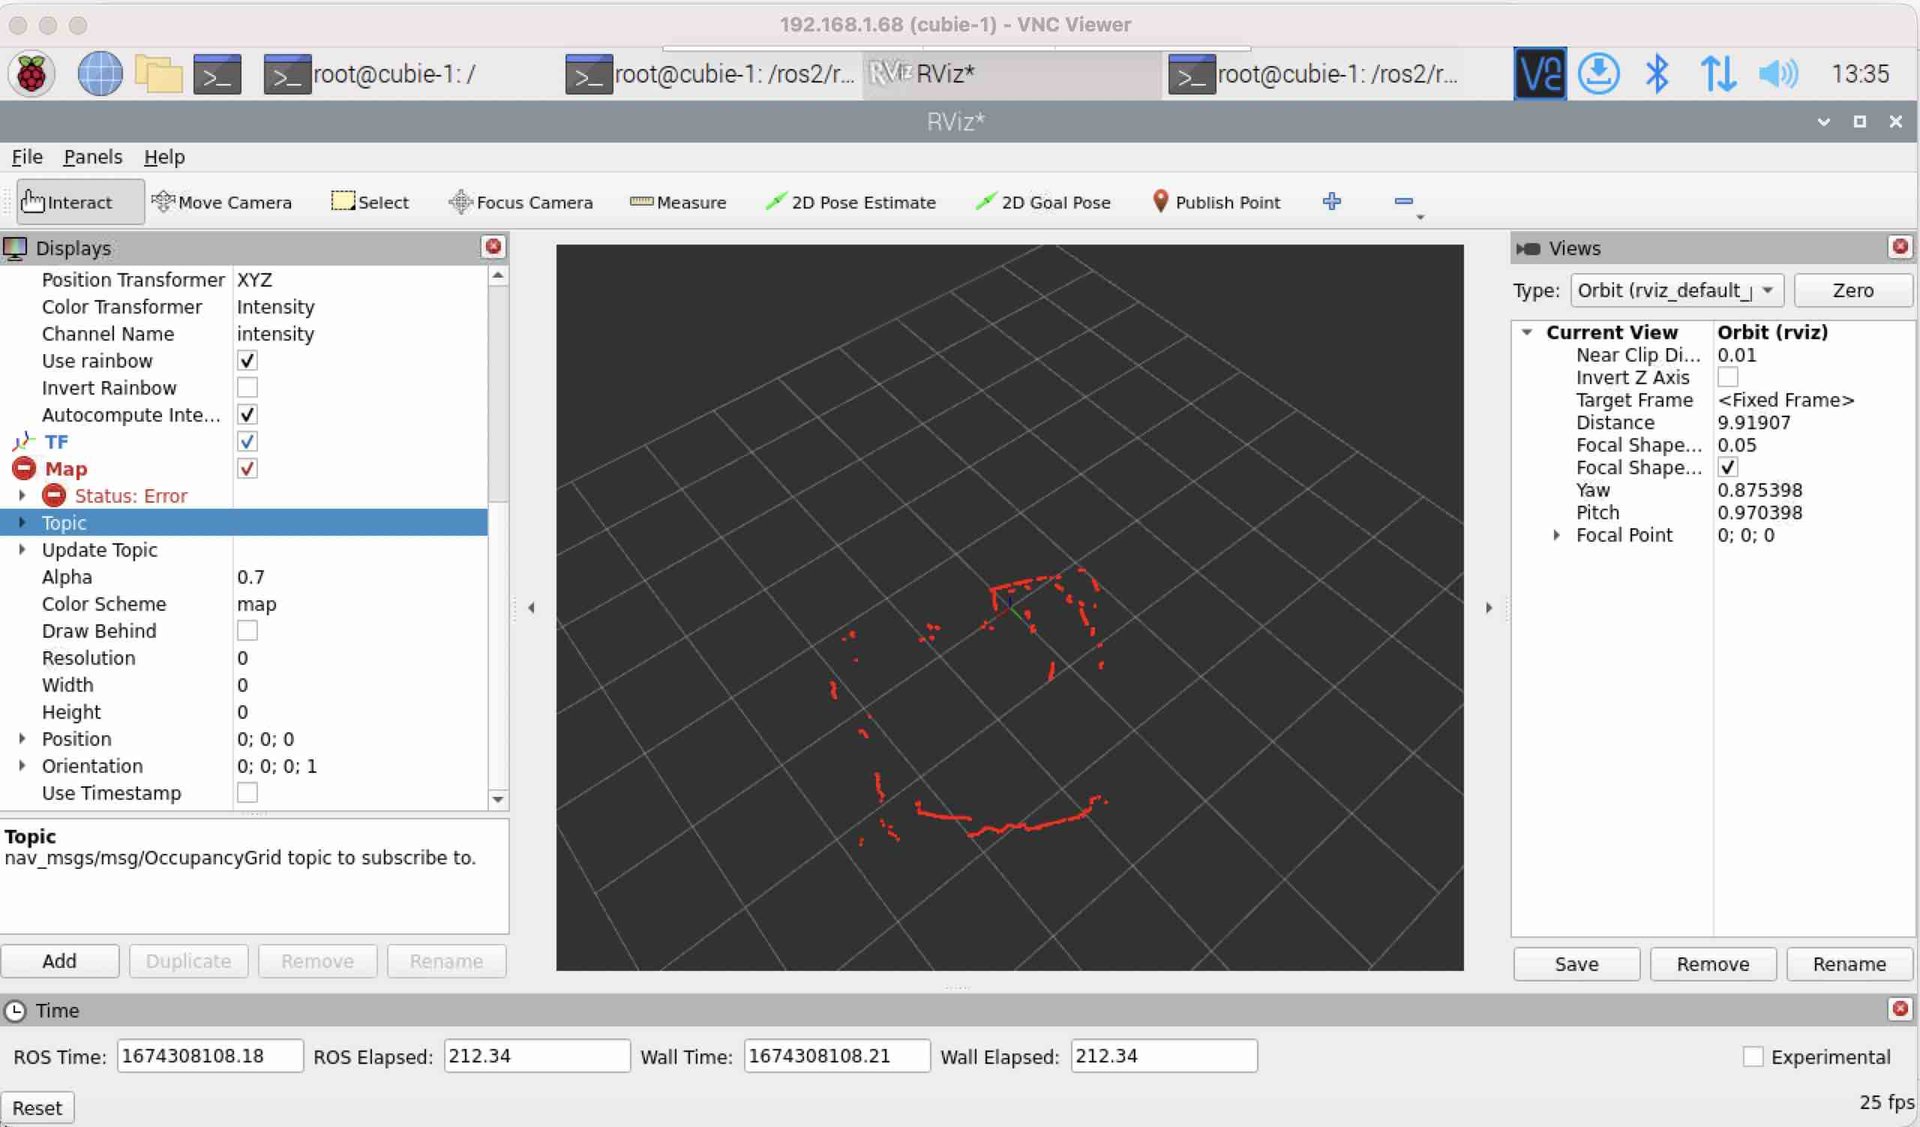 192.168.1.68 (cubie-1) - VNC Viewer
root@cubie-1: / root@cubie-1: /ros2/r... RViz* root@cubie-1: /ros2/r... 13:35
RViz*
File Panels Help
Interact Move Camera Select Focus Camera Measure 2D Pose Estimate 2D Goal Pose Publish Point
Displays
Position Transformer XYZ
Color Transformer Intensity
Channel Name intensity
Use rainbow
Invert Rainbow
Autocompute Inte...
TF
Map
Status: Error
Topic
Update Topic
Alpha 0.7
Color Scheme map
Draw Behind
Resolution 0
Width 0
Height 0
Position 0; 0; 0
Orientation 0; 0; 0; 1
Use Timestamp
Topic
nav_msgs/msg/OccupancyGrid topic to subscribe to.
Add Duplicate Remove Rename
Views
Type: Orbit (rviz_default_ Zero
Current View Orbit (rviz)
Near Clip Di... 0.01
Invert Z Axis
Target Frame <Fixed Frame>
Distance 9.91907
Focal Shape... 0.05
Focal Shape...
Yaw 0.875398
Pitch 0.970398
Focal Point 0; 0; 0
Save Remove Rename
Time
ROS Time: 1674308108.18 ROS Elapsed: 212.34 Wall Time: 1674308108.21 Wall Elapsed: 212.34 Experimental
Reset 25 fps